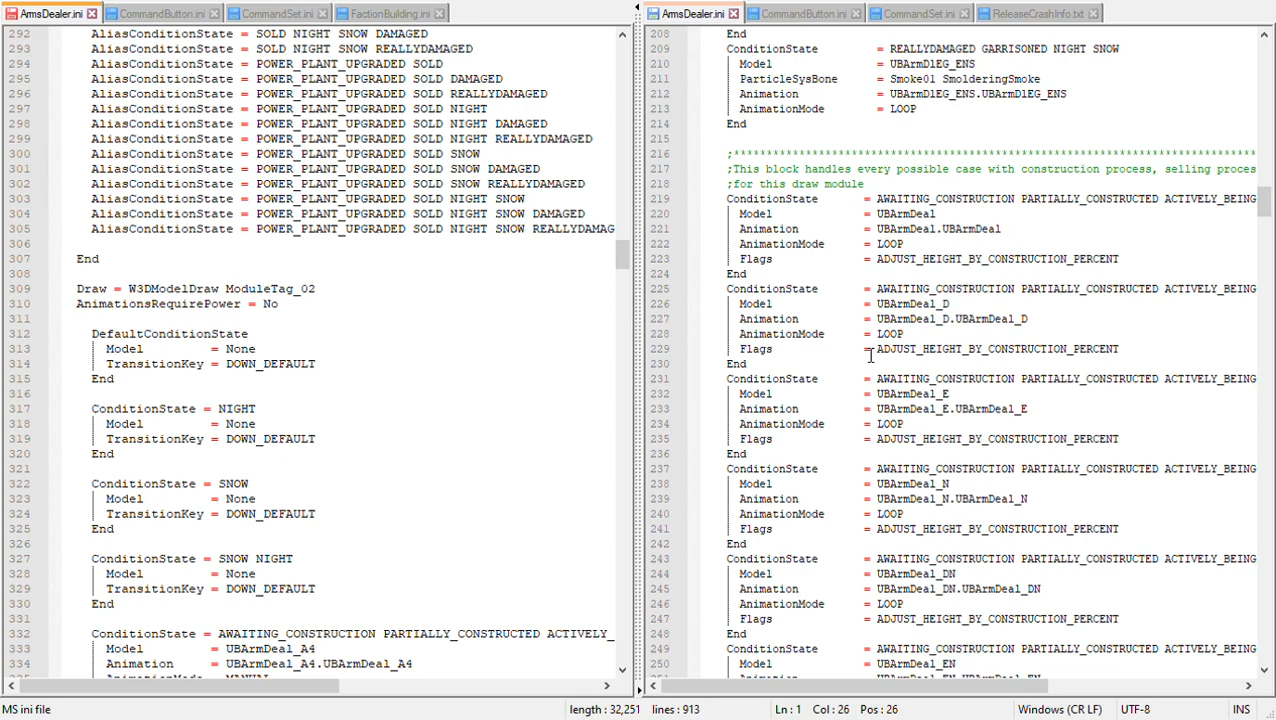 ArmsDealer.ini CommandButton.ini CommandSet.ini FactionBuilding.ini
292 AliasConditionState = SOLD NIGHT SNOW DAMAGED
293 AliasConditionState = SOLD NIGHT SNOW REALLYDAMAGED
294 AliasConditionState = POWER_PLANT_UPGRADED SOLD
295 AliasConditionState = POWER_PLANT_UPGRADED SOLD DAMAGED
296 AliasConditionState = POWER_PLANT_UPGRADED SOLD REALLYDAMAGED
297 AliasConditionState = POWER_PLANT_UPGRADED SOLD NIGHT
298 AliasConditionState = POWER_PLANT_UPGRADED SOLD NIGHT DAMAGED
299 AliasConditionState = POWER_PLANT_UPGRADED SOLD NIGHT REALLYDAMAGED
300 AliasConditionState = POWER_PLANT_UPGRADED SOLD SNOW
301 AliasConditionState = POWER_PLANT_UPGRADED SOLD SNOW DAMAGED
302 AliasConditionState = POWER_PLANT_UPGRADED SOLD SNOW REALLYDAMAGED
303 AliasConditionState = POWER_PLANT_UPGRADED SOLD NIGHT SNOW
304 AliasConditionState = POWER_PLANT_UPGRADED SOLD NIGHT SNOW DAMAGED
305 AliasConditionState = POWER_PLANT_UPGRADED SOLD NIGHT SNOW REALLYDAMAG
306
307 End
308
309 Draw = W3DModelDraw ModuleTag_02
310 AnimationsRequirePower = No
311
312 DefaultConditionState
313 Model = None
314 TransitionKey = DOWN_DEFAULT
315 End
316
317 ConditionState = NIGHT
318 Model = None
319 TransitionKey = DOWN_DEFAULT
320 End
321
322 ConditionState = SNOW
323 Model = None
324 TransitionKey = DOWN_DEFAULT
325 End
326
327 ConditionState = SNOW NIGHT
328 Model = None
329 TransitionKey = DOWN_DEFAULT
330 End
331
332 ConditionState = AWAITING_CONSTRUCTION PARTIALLY_CONSTRUCTED ACTIVELY_
333 Model = UBArmDeal_A4
334 Animation = UBArmDeal_A4.UBArmDeal_A4
ArmsDealer.ini CommandButton.ini CommandSet.ini ReleaseCrashInfo.txt
208 End
209 ConditionState = REALLYDAMAGED GARRISONED NIGHT SNOW
210 Model = UBArmDlEG_ENS
211 ParticleSysBone = Smoke01 SmolderingSmoke
212 Animation = UBArmDlEG_ENS.UBArmDlEG_ENS
213 AnimationMode = LOOP
214 End
215
216 ;********************************************************************************
217 ;This block handles every possible case with construction process, selling proces
218 ;for this draw module
219 ConditionState = AWAITING_CONSTRUCTION PARTIALLY_CONSTRUCTED ACTIVELY_BEING
220 Model = UBArmDeal
221 Animation = UBArmDeal.UBArmDeal
222 AnimationMode = LOOP
223 Flags = ADJUST_HEIGHT_BY_CONSTRUCTION_PERCENT
224 End
225 ConditionState = AWAITING_CONSTRUCTION PARTIALLY_CONSTRUCTED ACTIVELY_BEING
226 Model = UBArmDeal_D
227 Animation = UBArmDeal_D.UBArmDeal_D
228 AnimationMode = LOOP
229 Flags = ADJUST_HEIGHT_BY_CONSTRUCTION_PERCENT
230 End
231 ConditionState = AWAITING_CONSTRUCTION PARTIALLY_CONSTRUCTED ACTIVELY_BEING
232 Model = UBArmDeal_E
233 Animation = UBArmDeal_E.UBArmDeal_E
234 AnimationMode = LOOP
235 Flags = ADJUST_HEIGHT_BY_CONSTRUCTION_PERCENT
236 End
237 ConditionState = AWAITING_CONSTRUCTION PARTIALLY_CONSTRUCTED ACTIVELY_BEING
238 Model = UBArmDeal_N
239 Animation = UBArmDeal_N.UBArmDeal_N
240 AnimationMode = LOOP
241 Flags = ADJUST_HEIGHT_BY_CONSTRUCTION_PERCENT
242 End
243 ConditionState = AWAITING_CONSTRUCTION PARTIALLY_CONSTRUCTED ACTIVELY_BEING
244 Model = UBArmDeal_DN
245 Animation = UBArmDeal_DN.UBArmDeal_DN
246 AnimationMode = LOOP
247 Flags = ADJUST_HEIGHT_BY_CONSTRUCTION_PERCENT
248 End
249 ConditionState = AWAITING_CONSTRUCTION PARTIALLY_CONSTRUCTED ACTIVELY_BEING
250 Model = UBArmDeal_EN
MS ini file length : 32,251 lines : 913 Ln : 1 Col : 26 Pos : 26 Windows (CR LF) UTF-8 INS